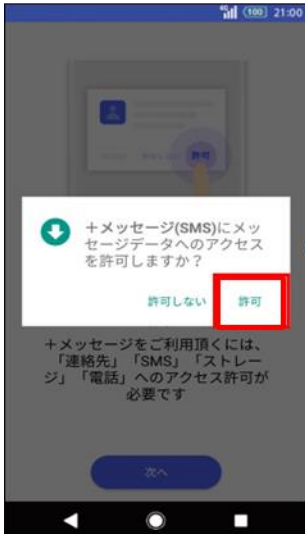 4G 100 21:00
許可
+メッセージ(SMS)にメッ
セージデータへのアクセス
を許可しますか？
許可しない 許可
+メッセージをご利用頂くには、
「連絡先」「SMS」「ストレー
ジ」「電話」へのアクセス許可が
必要です
次へ